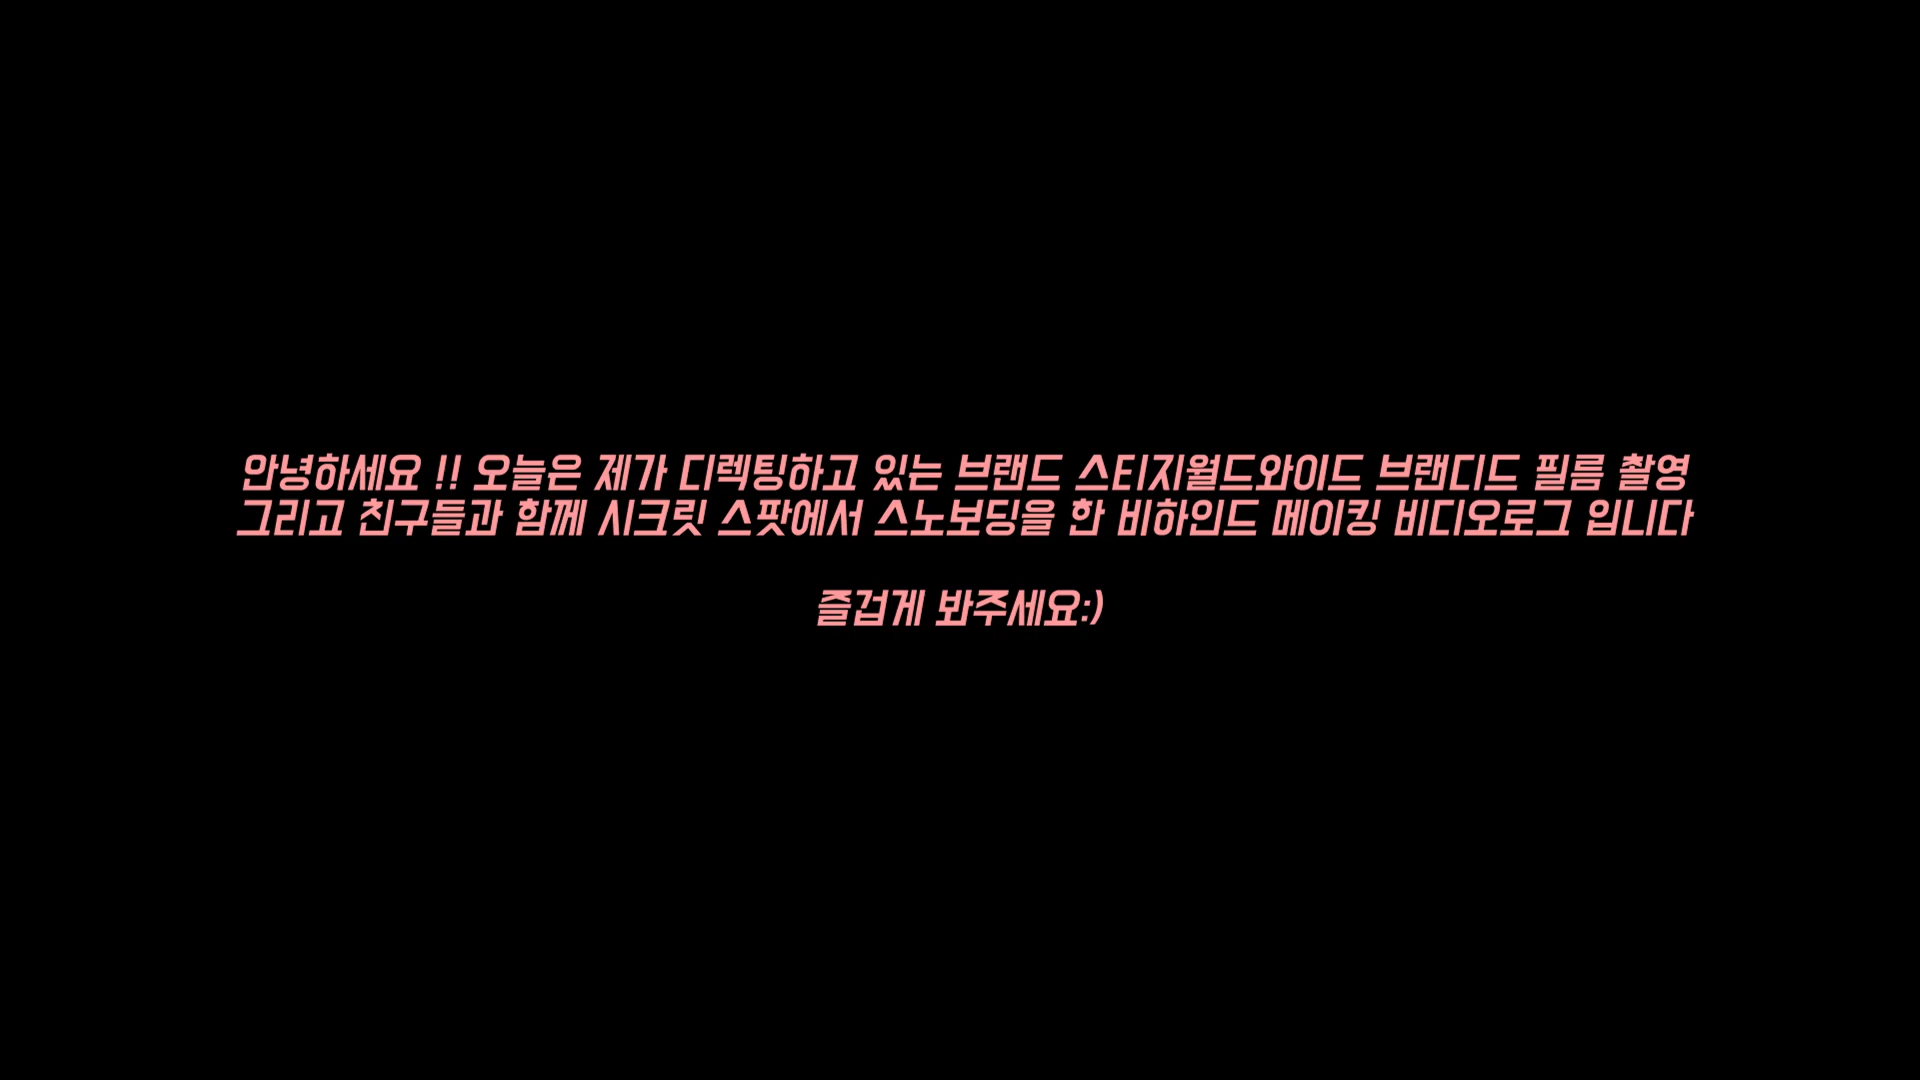 안녕하세요 !! 오늘은 제가 디렉팅하고 있는 브랜드 스티지월드와이드 브랜디드 필름 촬영
그리고 친구들과 함께 시크릿 스팟에서 스노보딩을 한 비하인드 메이킹 비디오로그 입니다
즐겁게 봐주세요:)